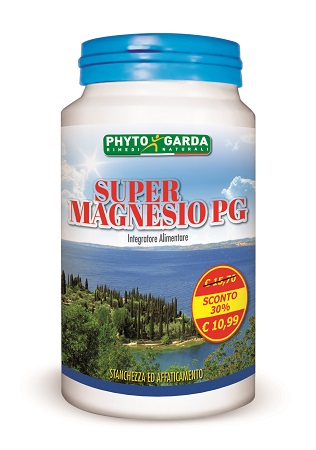 PHYTO GARDA
RIMEDI NATURALI
SUPER
MAGNESIO PG
Integratore Alimentare
€ 15,70
SCONTO
30%
€ 10,99
STANCHEZZA ED AFFATICAMENTO